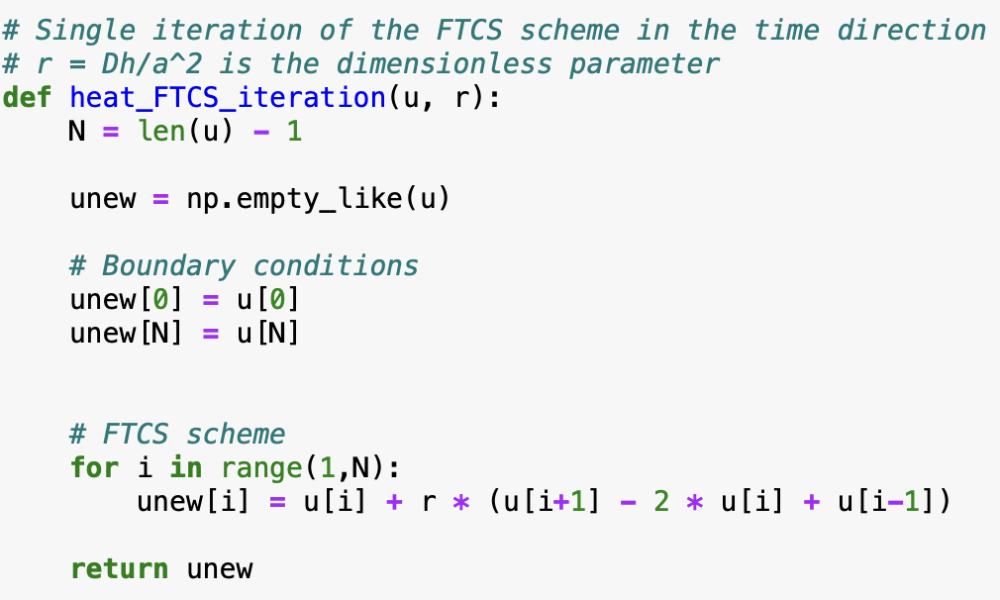 # Single iteration of the FTCS scheme in the time direction
# r = Dh/a^2 is the dimensionless parameter
def heat_FTCS_iteration(u, r):
    N = len(u) - 1

    unew = np.empty_like(u)

    # Boundary conditions
    unew[0] = u[0]
    unew[N] = u[N]


    # FTCS scheme
    for i in range(1,N):
        unew[i] = u[i] + r * (u[i+1] - 2 * u[i] + u[i-1])

    return unew